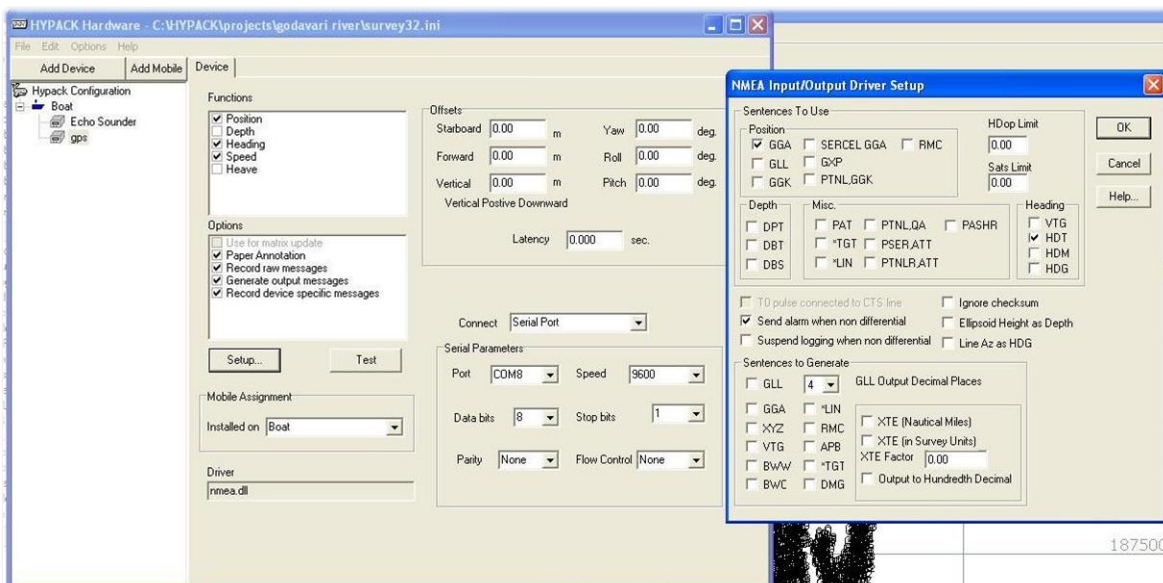 HYPACK Hardware - C:\HYPACK\projects\godavari river\survey32.ini
File Edit Options Help
Add Device Add Mobile Device
Hypack Configuration
Boat
Echo Sounder
gps
Functions
Position
Depth
Heading
Speed
Heave
Options
Use for matrix update
Paper Annotation
Record raw messages
Generate output messages
Record device specific messages
Setup... Test
Mobile Assignment
Installed on Boat
Driver
nmea.dll
Offsets
Starboard 0.00 m Yaw 0.00 deg.
Forward 0.00 m Roll 0.00 deg.
Vertical 0.00 m Pitch 0.00 deg.
Vertical Postive Downward
Latency 0.000 sec.
Connect Serial Port
Serial Parameters
Port COM8 Speed 9600
Data bits 8 Stop bits 1
Parity None Flow Control None
NMEA Input/Output Driver Setup
Sentences To Use
Position
GGA SERCEL GGA RMC
GLL GXP
GGK PTNL,GGK
HDop Limit
0.00
Sats Limit
0.00
OK
Cancel
Help...
Depth
DPT
DBT
DBS
Misc.
PAT PTNL,QA PASHR
*TGT PSER,ATT
*LIN PTNLR,ATT
Heading
VTG
HDT
HDM
HDG
T0 pulse connected to CTS line Ignore checksum
Send alarm when non differential Ellipsoid Height as Depth
Suspend logging when non differential Line Az as HDG
Sentences to Generate
GLL 4 GLL Output Decimal Places
GGA *LIN
XYZ RMC
VTG APB
BWW *TGT
BWC DMG
XTE (Nautical Miles)
XTE (in Survey Units)
XTE Factor 0.00
Output to Hundredth Decimal